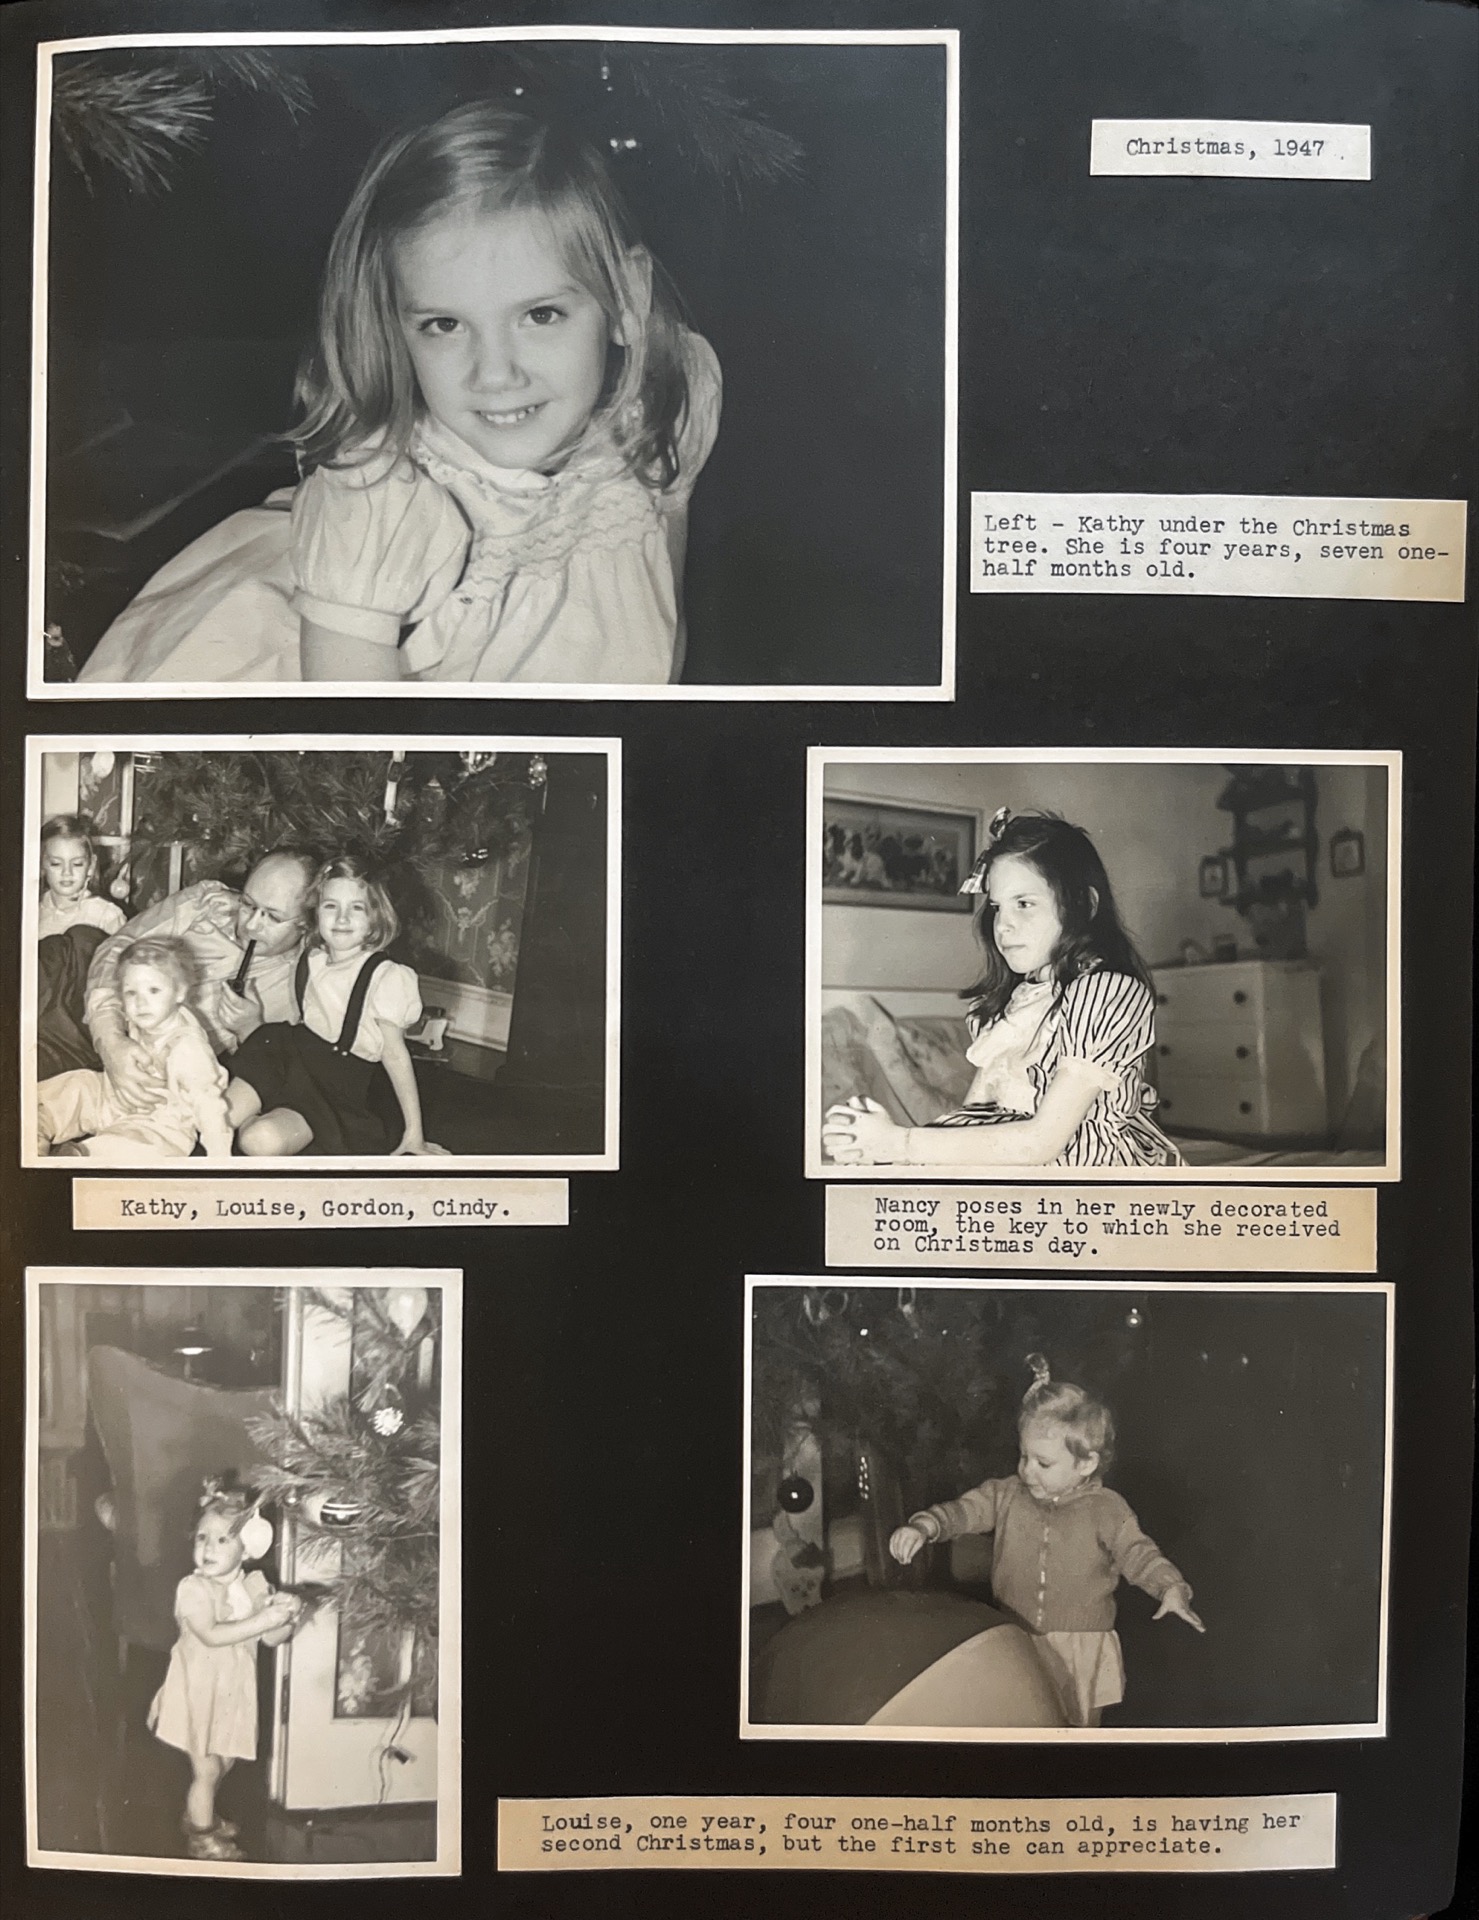 Christmas, 1947 .
Left - Kathy under the Christmas
tree. She is four years, seven one-
half months old.
Kathy, Louise, Gordon, Cindy.
Nancy poses in her newly decorated
room, the key to which she received
on Christmas day.
Louise, one year, four one-half months old, is having her
second Christmas, but the first she can appreciate.